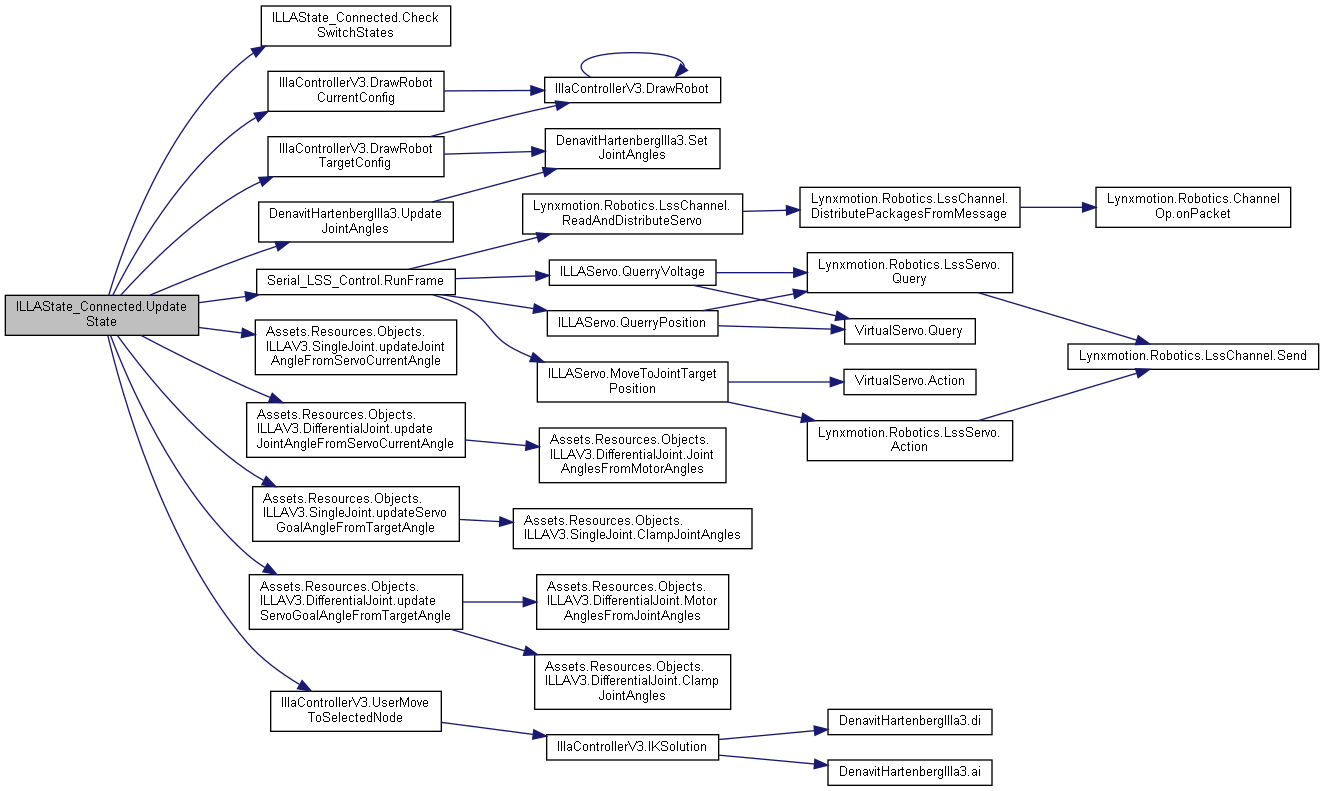 ILLAState_Connected.Update
State
ILLAState_Connected.Check
SwitchStates
IllaControllerV3.DrawRobot
CurrentConfig
IllaControllerV3.DrawRobot
TargetConfig
DenavitHartenbergIlla3.Update
JointAngles
Serial_LSS_Control.RunFrame
Assets.Resources.Objects.
ILLAV3.SingleJoint.updateJoint
AngleFromServoCurrentAngle
Assets.Resources.Objects.
ILLAV3.DifferentialJoint.update
JointAngleFromServoCurrentAngle
Assets.Resources.Objects.
ILLAV3.SingleJoint.updateServo
GoalAngleFromTargetAngle
Assets.Resources.Objects.
ILLAV3.DifferentialJoint.update
ServoGoalAngleFromTargetAngle
IllaControllerV3.UserMove
ToSelectedNode
IllaControllerV3.DrawRobot
DenavitHartenbergIlla3.Set
JointAngles
Lynxmotion.Robotics.LssChannel.
ReadAndDistributeServo
ILLAServo.QuerryVoltage
ILLAServo.QuerryPosition
ILLAServo.MoveToJointTarget
Position
Assets.Resources.Objects.
ILLAV3.DifferentialJoint.Joint
AnglesFromMotorAngles
Assets.Resources.Objects.
ILLAV3.SingleJoint.ClampJointAngles
Assets.Resources.Objects.
ILLAV3.DifferentialJoint.Motor
AnglesFromJointAngles
Assets.Resources.Objects.
ILLAV3.DifferentialJoint.Clamp
JointAngles
IllaControllerV3.IKSolution
Lynxmotion.Robotics.LssChannel.
DistributePackagesFromMessage
Lynxmotion.Robotics.LssServo.
Query
VirtualServo.Query
VirtualServo.Action
Lynxmotion.Robotics.LssServo.
Action
DenavitHartenbergIlla3.di
DenavitHartenbergIlla3.ai
Lynxmotion.Robotics.Channel
Op.onPacket
Lynxmotion.Robotics.LssChannel.Send